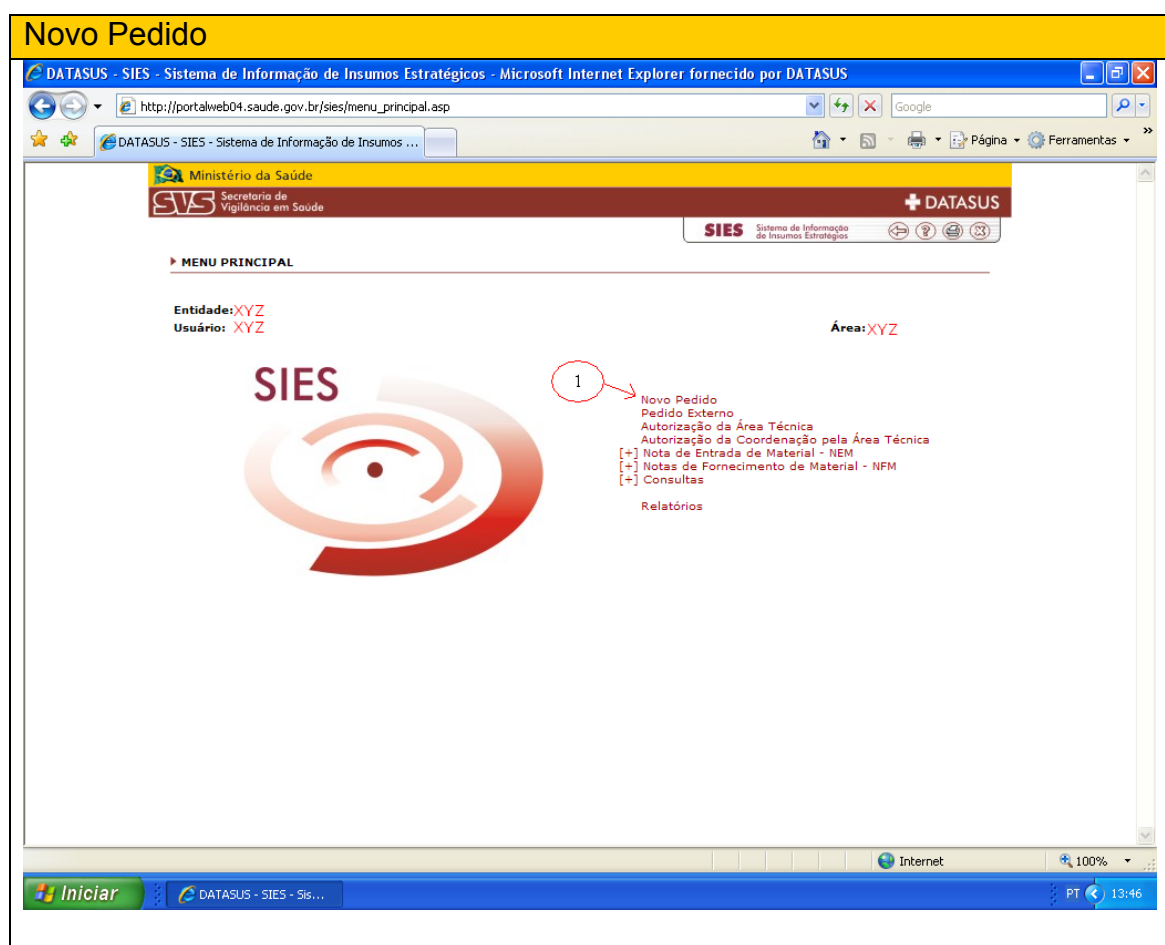 Novo Pedido
DATASUS - SIES - Sistema de Informação de Insumos Estratégicos - Microsoft Internet Explorer fornecido por DATASUS
http://portalweb04.saude.gov.br/sies/menu_principal.asp
Google
DATASUS - SIES - Sistema de Informação de Insumos ...
Página
Ferramentas
Ministério da Saúde
SVS Secretaria de
Vigilância em Saúde
DATASUS
SIES Sistema de Informação
de Insumos Estratégios
MENU PRINCIPAL
Entidade:XYZ
Usuário: XYZ
Área:XYZ
SIES
1
Novo Pedido
Pedido Externo
Autorização da Área Técnica
Autorização da Coordenação pela Área Técnica
[+] Nota de Entrada de Material - NEM
[+] Notas de Fornecimento de Material - NFM
[+] Consultas
Relatórios
Internet
100%
Iniciar
DATASUS - SIES - Sis...
PT
13:46